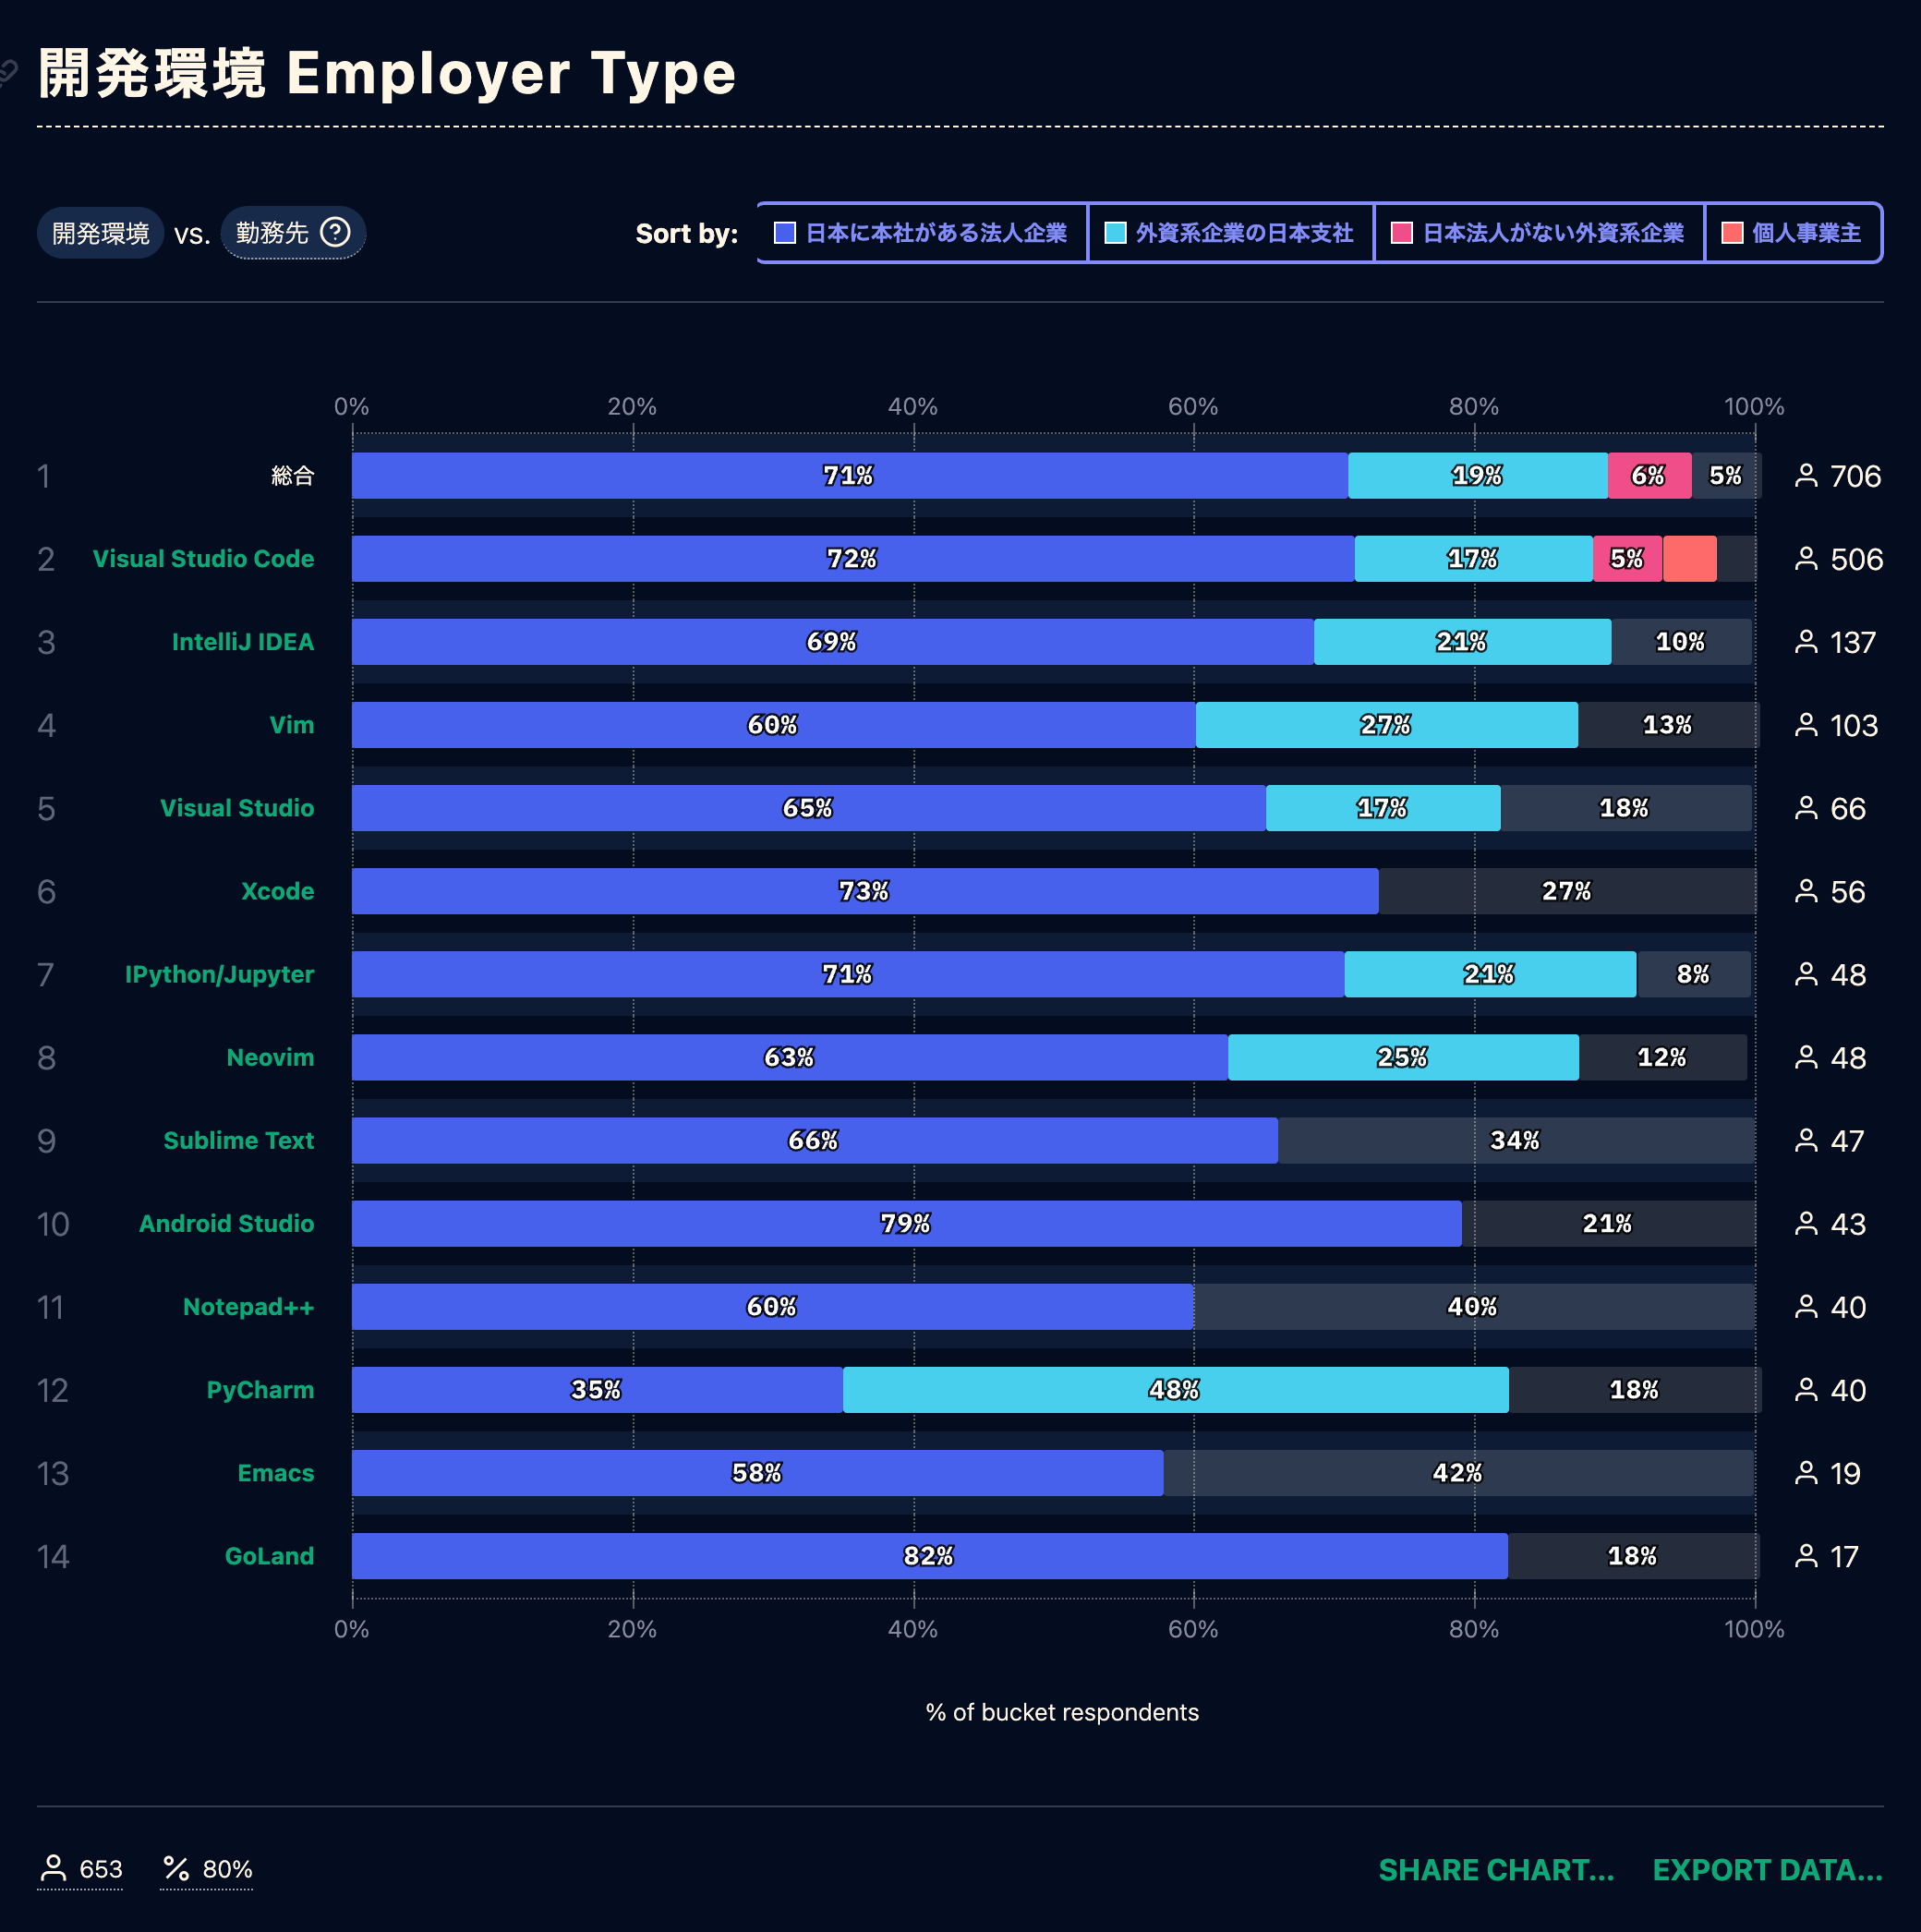 開発環境 Employer Type
開発環境 vs. 勤務先 ?
Sort by: 日本に本社がある法人企業 外資系企業の日本支社 日本法人がない外資系企業 個人事業主
0% 20% 40% 60% 80% 100%
1 総合 71% 19% 6% 5% 706
2 Visual Studio Code 72% 17% 5% 506
3 IntelliJ IDEA 69% 21% 10% 137
4 Vim 60% 27% 13% 103
5 Visual Studio 65% 17% 18% 66
6 Xcode 73% 27% 56
7 IPython/Jupyter 71% 21% 8% 48
8 Neovim 63% 25% 12% 48
9 Sublime Text 66% 34% 47
10 Android Studio 79% 21% 43
11 Notepad++ 60% 40% 40
12 PyCharm 35% 48% 18% 40
13 Emacs 58% 42% 19
14 GoLand 82% 18% 17
0% 20% 40% 60% 80% 100%
% of bucket respondents
653 % 80% SHARE CHART... EXPORT DATA...